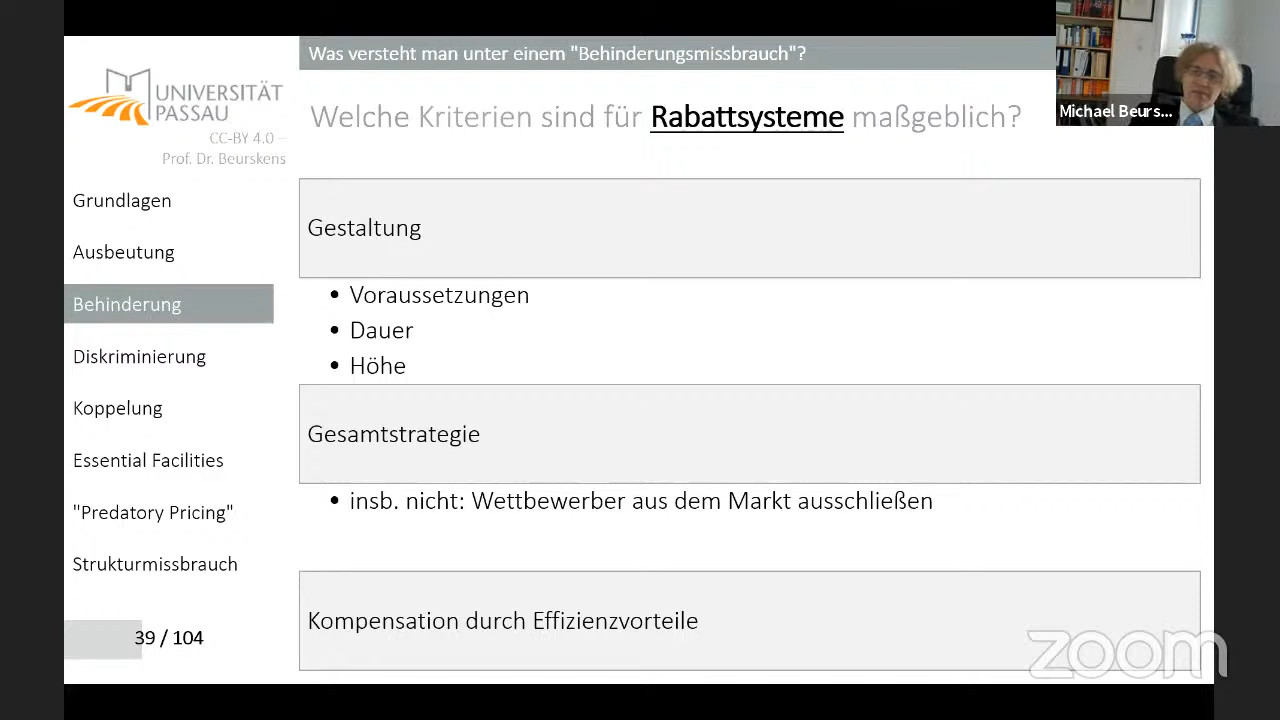 Was versteht man unter einem "Behinderungsmissbrauch"?
UNIVERSITÄT
PASSAU
CC-BY 4.0 –
Prof. Dr. Beurskens
Welche Kriterien sind für Rabattsysteme maßgeblich?
Michael Beurs...
Grundlagen
Ausbeutung
Behinderung
Diskriminierung
Koppelung
Essential Facilities
"Predatory Pricing"
Strukturmissbrauch
39 / 104
Gestaltung
• Voraussetzungen
• Dauer
• Höhe
Gesamtstrategie
• insb. nicht: Wettbewerber aus dem Markt ausschließen
Kompensation durch Effizienzvorteile
zoom